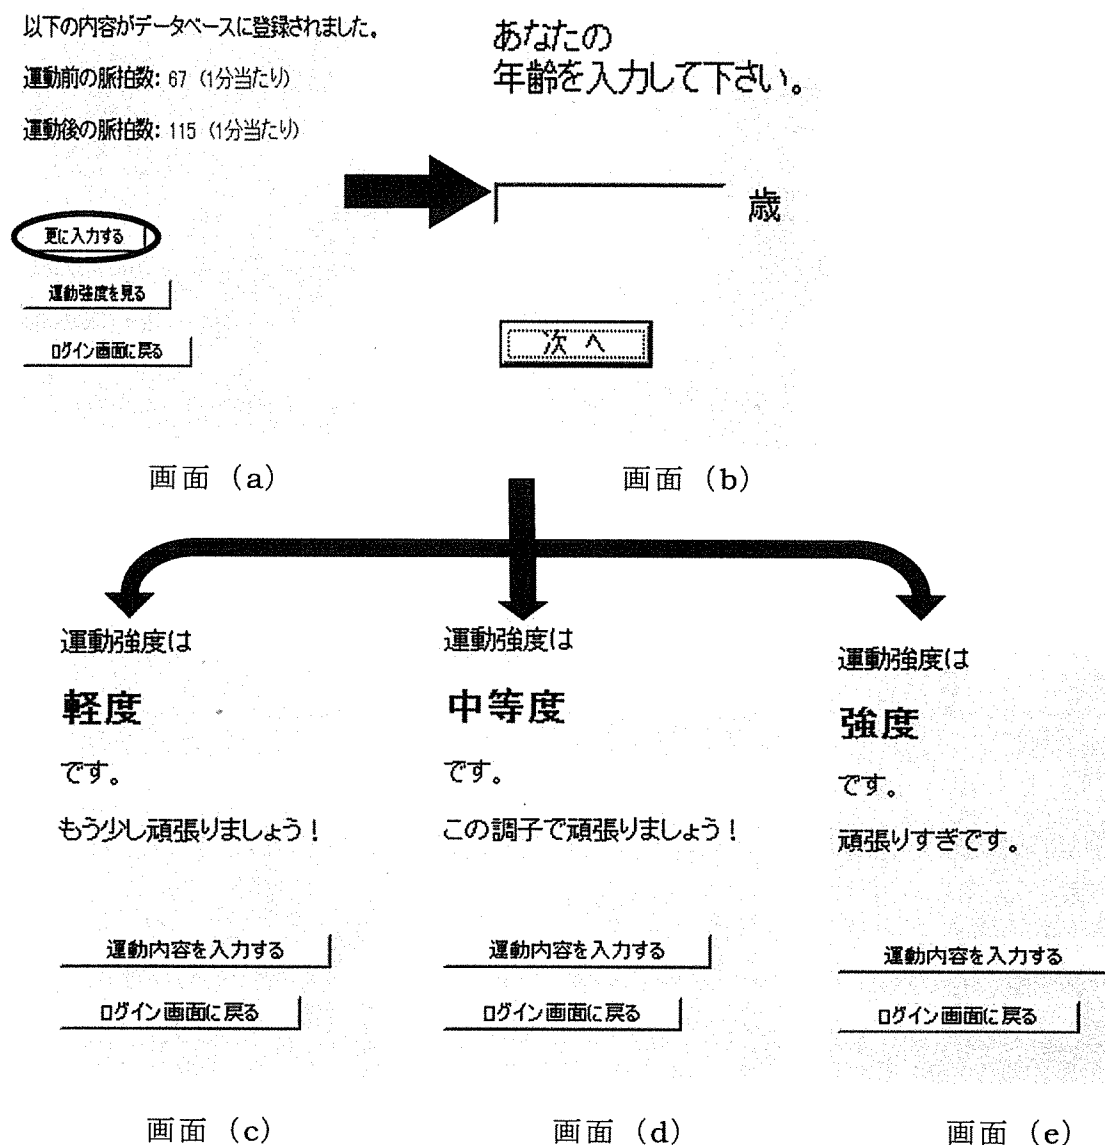 以下の内容がデータベースに登録されました。
運動前の脈拍数: 67 (1分当たり)
運動後の脈拍数: 115 (1分当たり)
更に入力する
運動強度を見る
ログイン画面に戻る
画面 (a)
あなたの
年齢を入力して下さい。
歳
次 へ
画面 (b)
運動強度は
軽度
です。
もう少し頑張りましょう!
運動内容を入力する
ログイン画面に戻る
画面 (c)
運動強度は
中等度
です。
この調子で頑張りましょう!
運動内容を入力する
ログイン画面に戻る
画面 (d)
運動強度は
強度
です。
頑張りすぎです。
運動内容を入力する
ログイン画面に戻る
画面 (e)